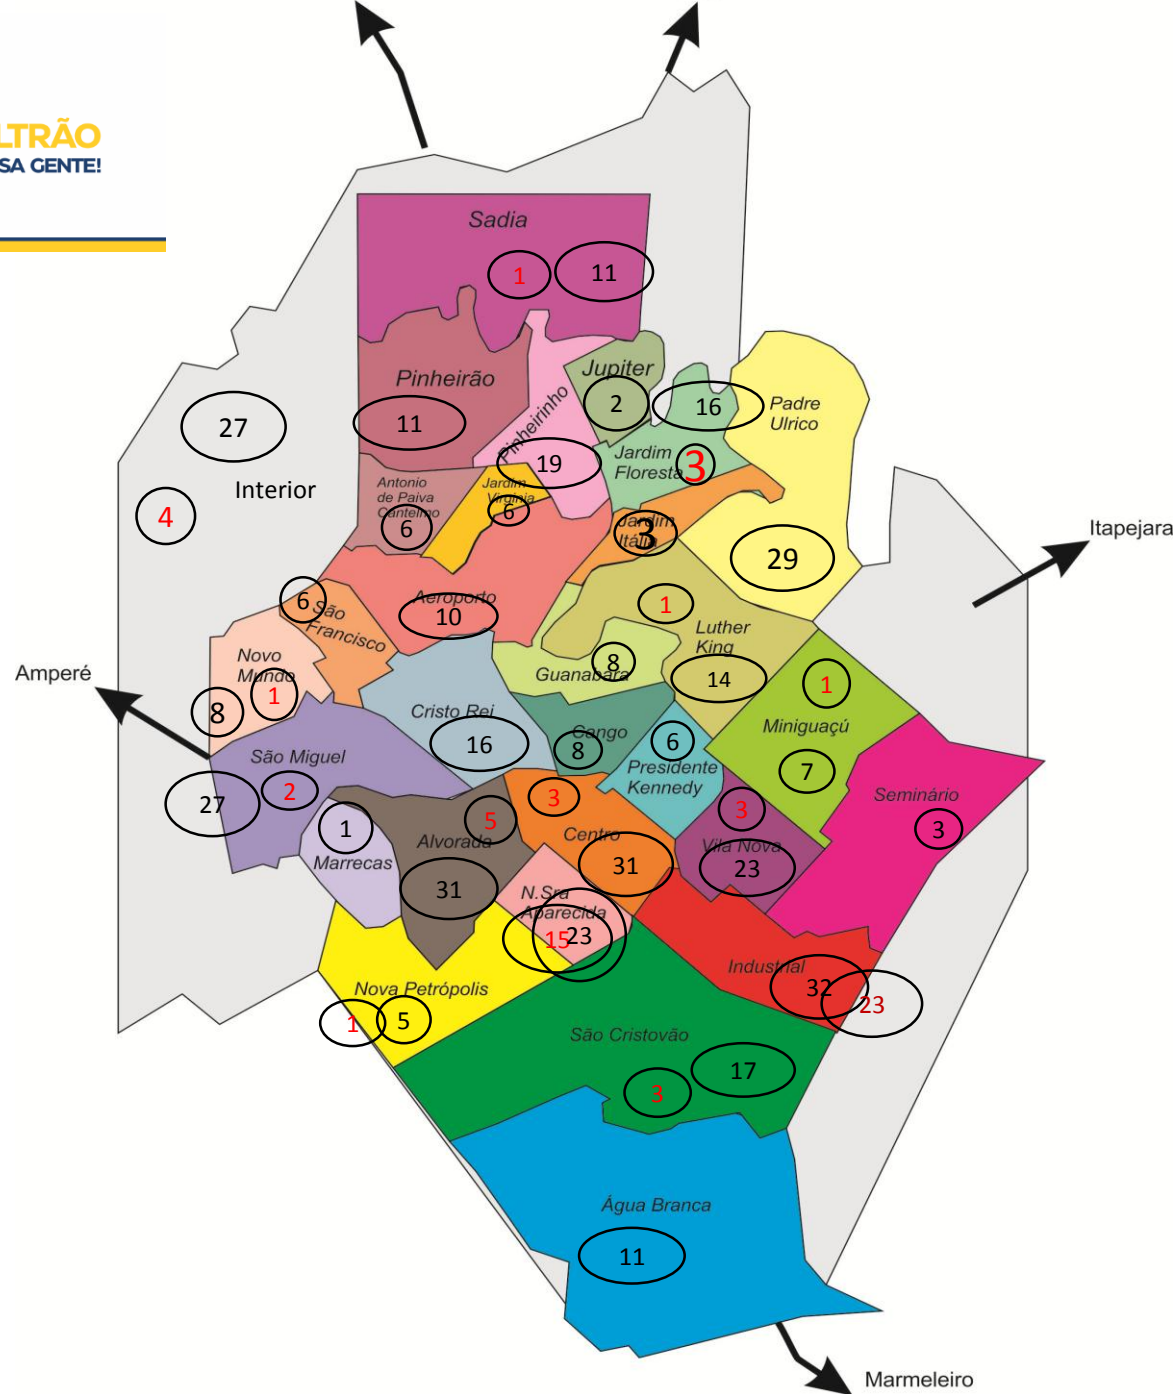 LTRÃO
SA GENTE!
Sadia
1
11
Pinheirão
11
Pinheirinho
19
Jupiter
2
16
Jardim
Floresta
3
Padre
Ulrico
29
27
Interior
4
Antonio
de Paiva
Cantelmo
6
Jardim
Virginia
6
Jardim
Itália
3
Itapejara
Aeroporto
10
6
São
Francisco
Novo
Mundo
1
8
Amperé
1
Luther
King
14
Guanabara
8
1
Miniguaçú
7
Cristo Rei
16
Cango
8
6
Presidente
Kennedy
São Miguel
2
27
1
Marrecas
5
Alvorada
31
3
Centro
31
3
Vila Nova
23
Seminário
3
N.Sra
Aparecida
15
23
Industrial
32
23
Nova Petrópolis
1
5
São Cristovão
17
3
Água Branca
11
Marmeleiro